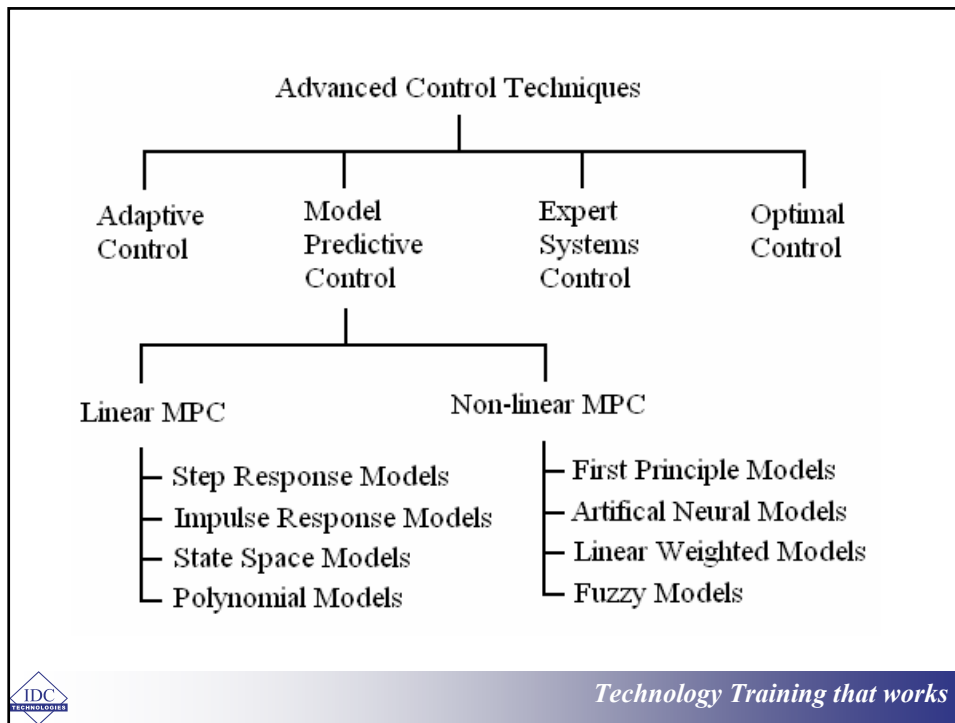 Advanced Control Techniques
Adaptive
Control
Model
Predictive
Control
Expert
Systems
Control
Optimal
Control
Linear MPC
Step Response Models
Impulse Response Models
State Space Models
Polynomial Models
Non-linear MPC
First Principle Models
Artifical Neural Models
Linear Weighted Models
Fuzzy Models
IDC
TECHNOLOGIES
Technology Training that works